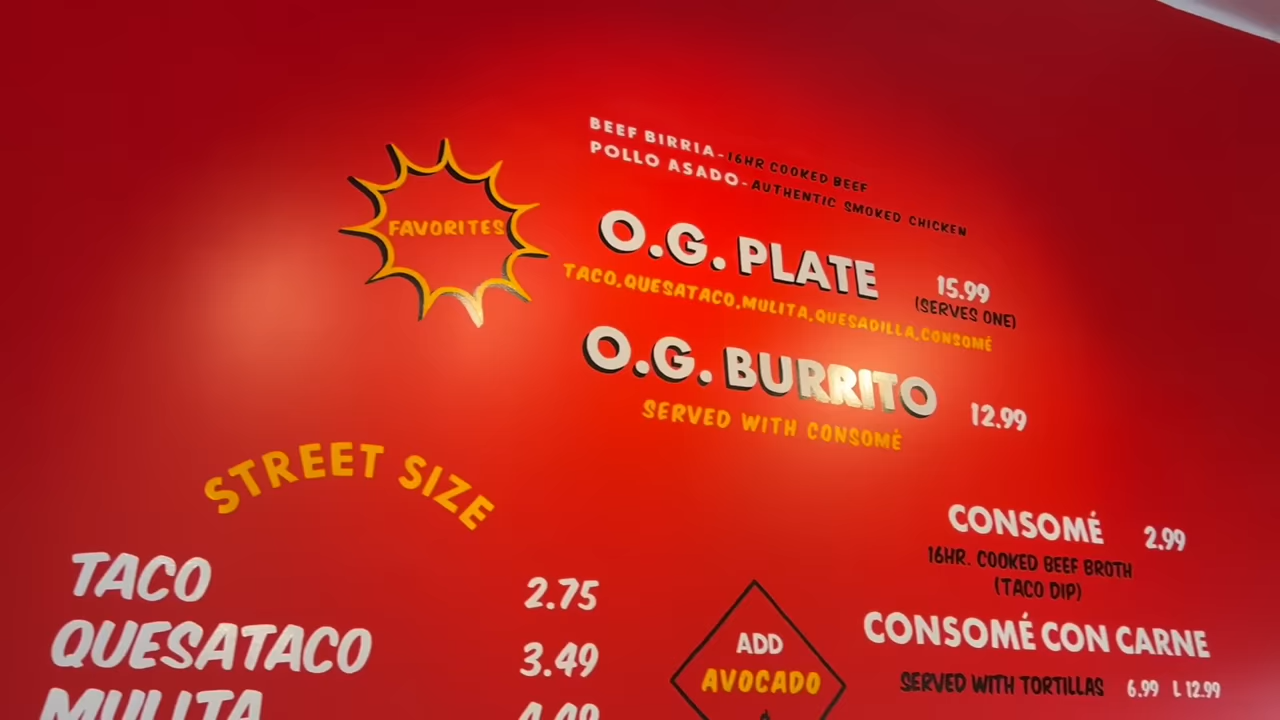 BEEF BIRRIA-16HR COOKED BEEF
POLLO ASADO-AUTHENTIC SMOKED CHICKEN
FAVORITES
O.G. PLATE 15.99
(SERVES ONE)
TACO,QUESATACO,MULITA,QUESADILLA,CONSOMÉ
O.G. BURRITO 12.99
SERVED WITH CONSOMÉ
STREET SIZE
TACO 2.75
QUESATACO 3.49
MULITA 4.49
ADD
AVOCADO
CONSOMÉ 2.99
16HR. COOKED BEEF BROTH
(TACO DIP)
CONSOMÉ CON CARNE
SERVED WITH TORTILLAS 6.99 L 12.99